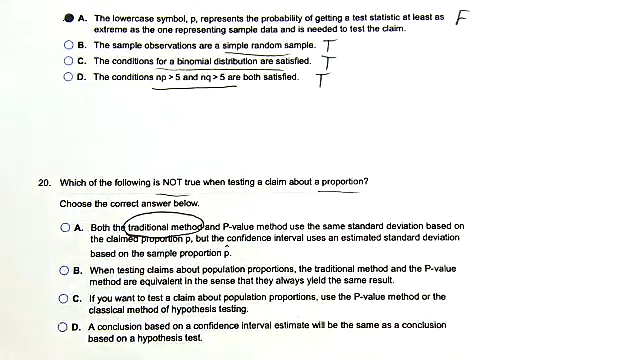 A. The lowercase symbol, p, represents the probability of getting a test statistic at least as F
extreme as the one representing sample data and is needed to test the claim.
B. The sample observations are a simple random sample. T
C. The conditions for a binomial distribution are satisfied. T
D. The conditions np > 5 and nq > 5 are both satisfied. T
20. Which of the following is NOT true when testing a claim about a proportion?
Choose the correct answer below.
A. Both the traditional method and P-value method use the same standard deviation based on
the claimed proportion p, but the confidence interval uses an estimated standard deviation
based on the sample proportion p̂.
B. When testing claims about population proportions, the traditional method and the P-value
method are equivalent in the sense that they always yield the same result.
C. If you want to test a claim about population proportions, use the P-value method or the
classical method of hypothesis testing.
D. A conclusion based on a confidence interval estimate will be the same as a conclusion
based on a hypothesis test.